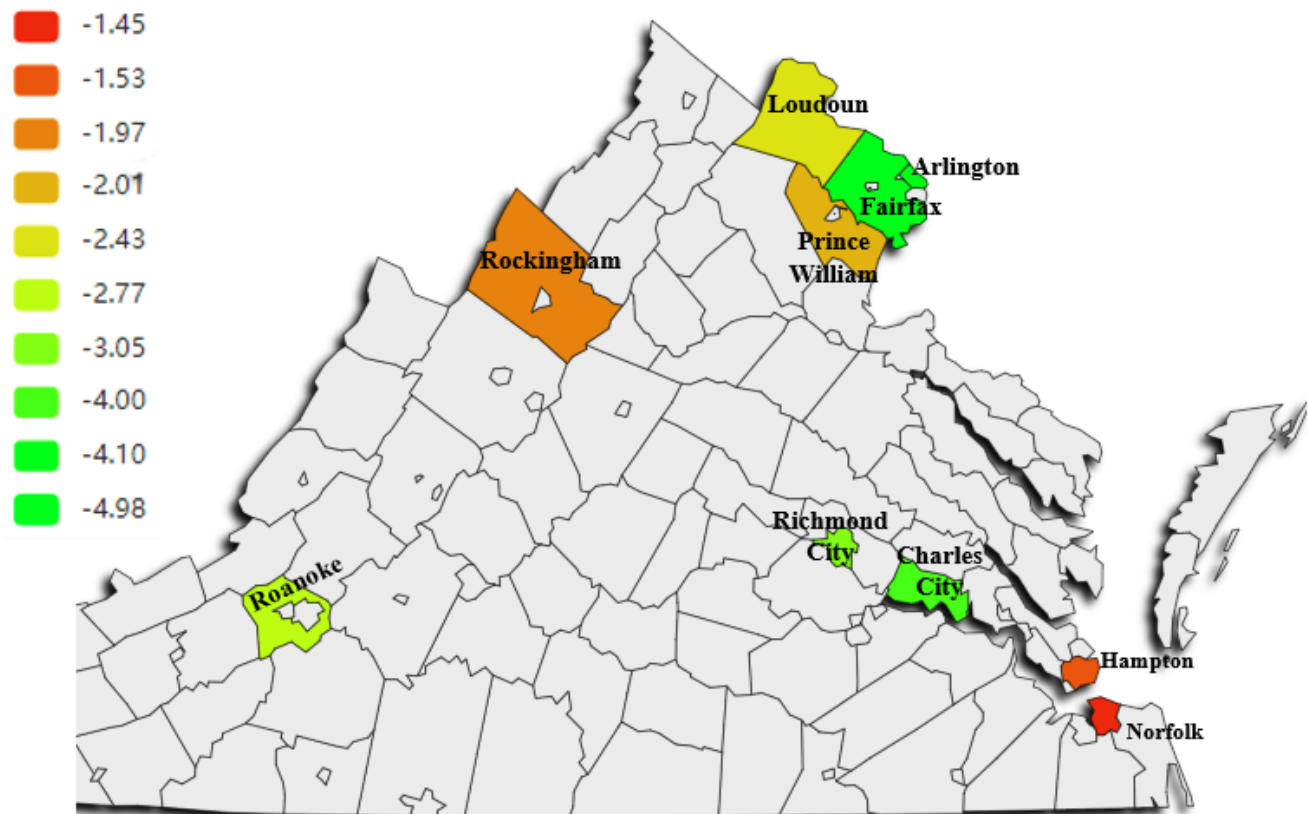 -1.45
-1.53
-1.97
-2.01
-2.43
-2.77
-3.05
-4.00
-4.10
-4.98
Loudoun
Arlington
Fairfax
Prince
William
Rockingham
Richmond
City
Charles
City
Roanoke
Hampton
Norfolk